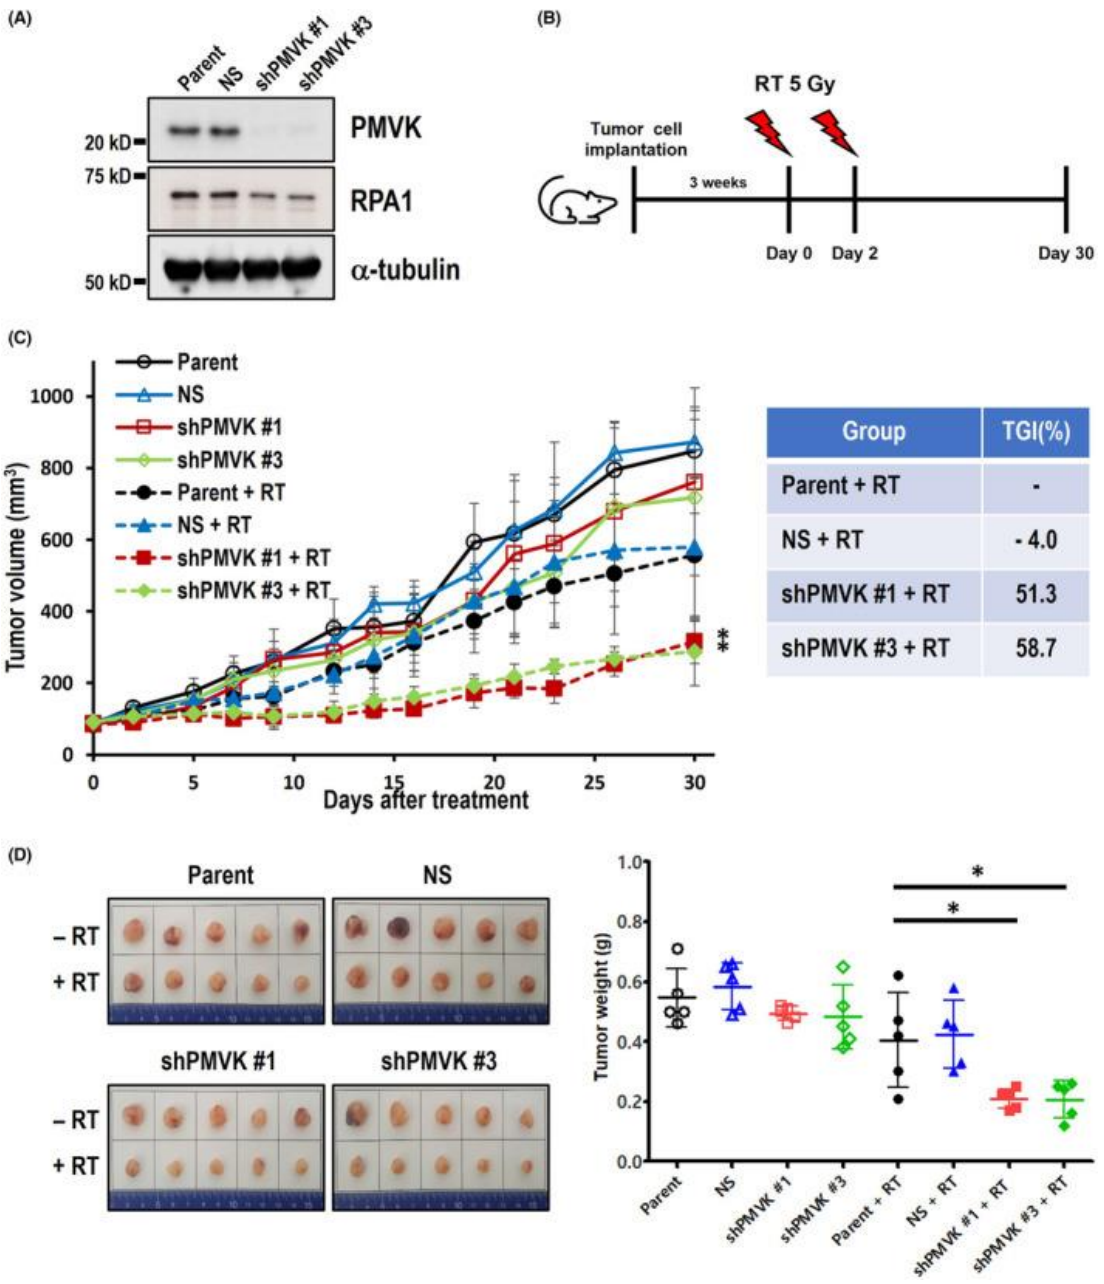 (A)
Parent
NS
shPMVK #1
shPMVK #3
20 kD
PMVK
75 kD
RPA1
50 kD
α-tubulin
(B)
RT 5 Gy
Tumor cell
implantation
3 weeks
Day 0
Day 2
Day 30
(C)
Parent
NS
shPMVK #1
shPMVK #3
Parent + RT
NS + RT
shPMVK #1 + RT
shPMVK #3 + RT
Tumor volume (mm³)
1000
800
600
400
200
0
0 5 10 15 20 25 30
Days after treatment
*
*
Group TGI(%)
Parent + RT -
NS + RT - 4.0
shPMVK #1 + RT 51.3
shPMVK #3 + RT 58.7
(D)
Parent NS
– RT
+ RT
shPMVK #1 shPMVK #3
– RT
+ RT
Tumor weight (g)
1.0
0.8
0.6
0.4
0.2
0.0
*
*
Parent
NS
shPMVK #1
shPMVK #3
Parent + RT
NS + RT
shPMVK #1 + RT
shPMVK #3 + RT